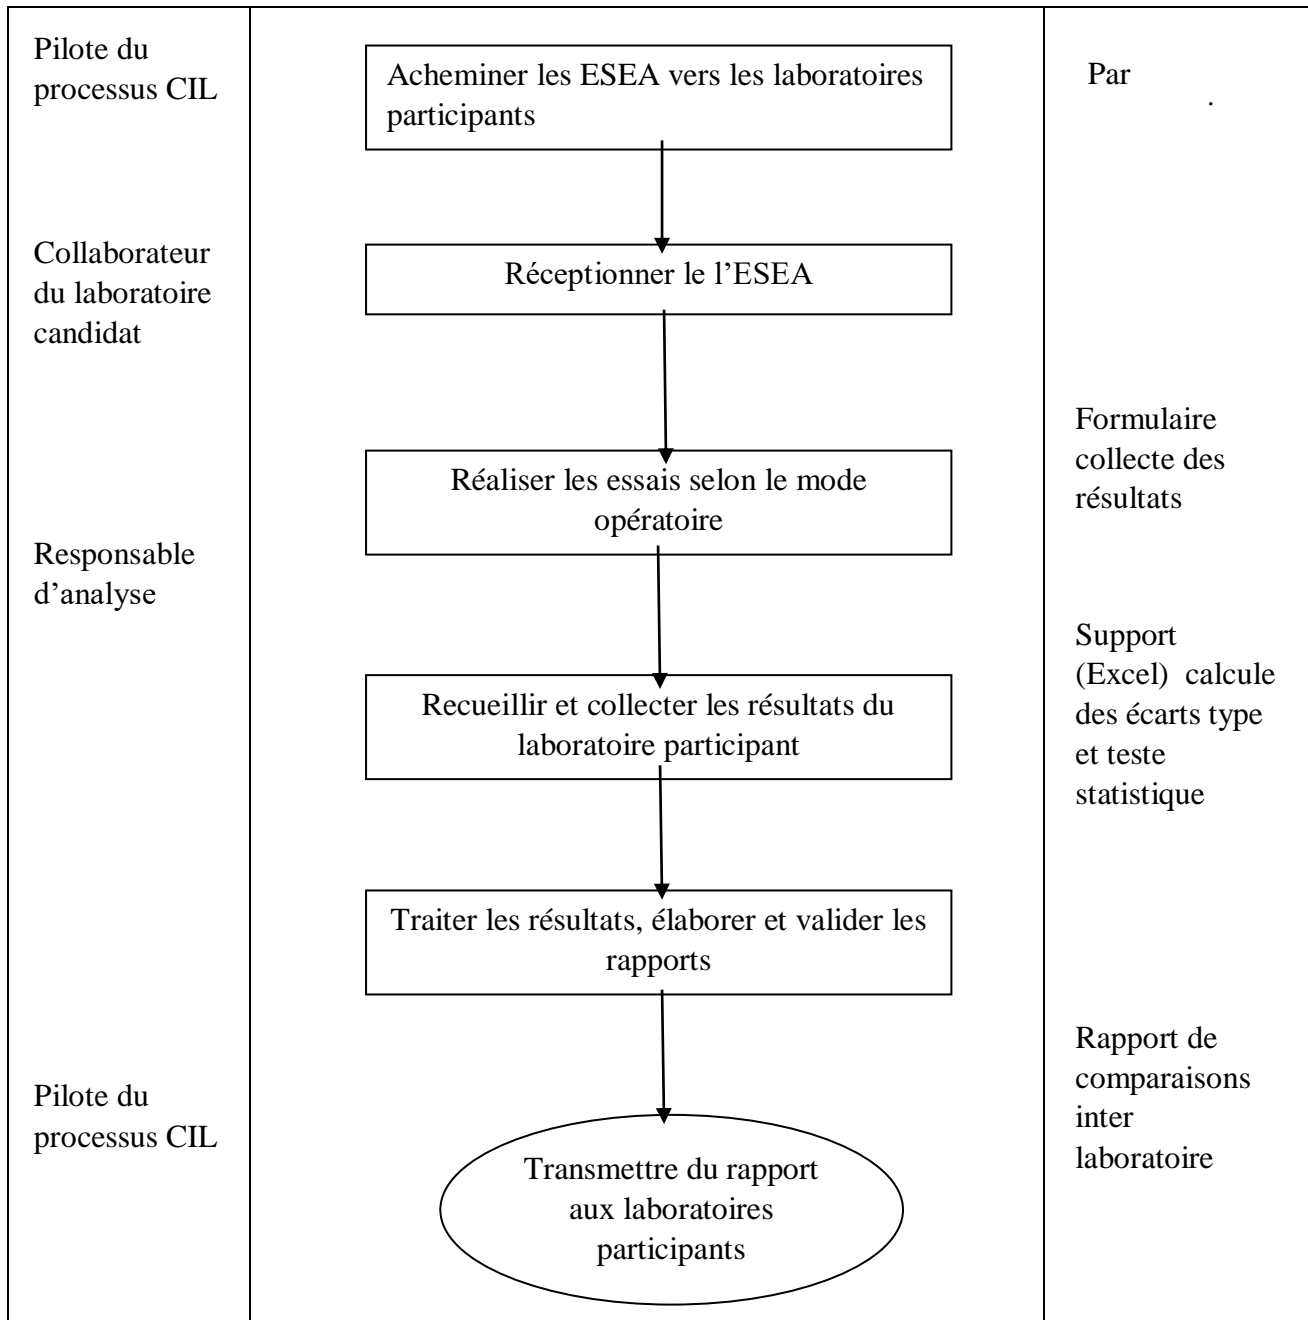 Pilote du
processus CIL
Acheminer les ESEA vers les laboratoires
participants
Par
.
Collaborateur
du laboratoire
candidat
Réceptionner le l’ESEA
Formulaire
collecte des
résultats
Réaliser les essais selon le mode
opératoire
Responsable
d’analyse
Support
(Excel)  calcule
des écarts type
et teste
statistique
Recueillir et collecter les résultats du
laboratoire participant
Traiter les résultats, élaborer et valider les
rapports
Rapport de
comparaisons
inter
laboratoire
Pilote du
processus CIL
Transmettre du rapport
aux laboratoires
participants